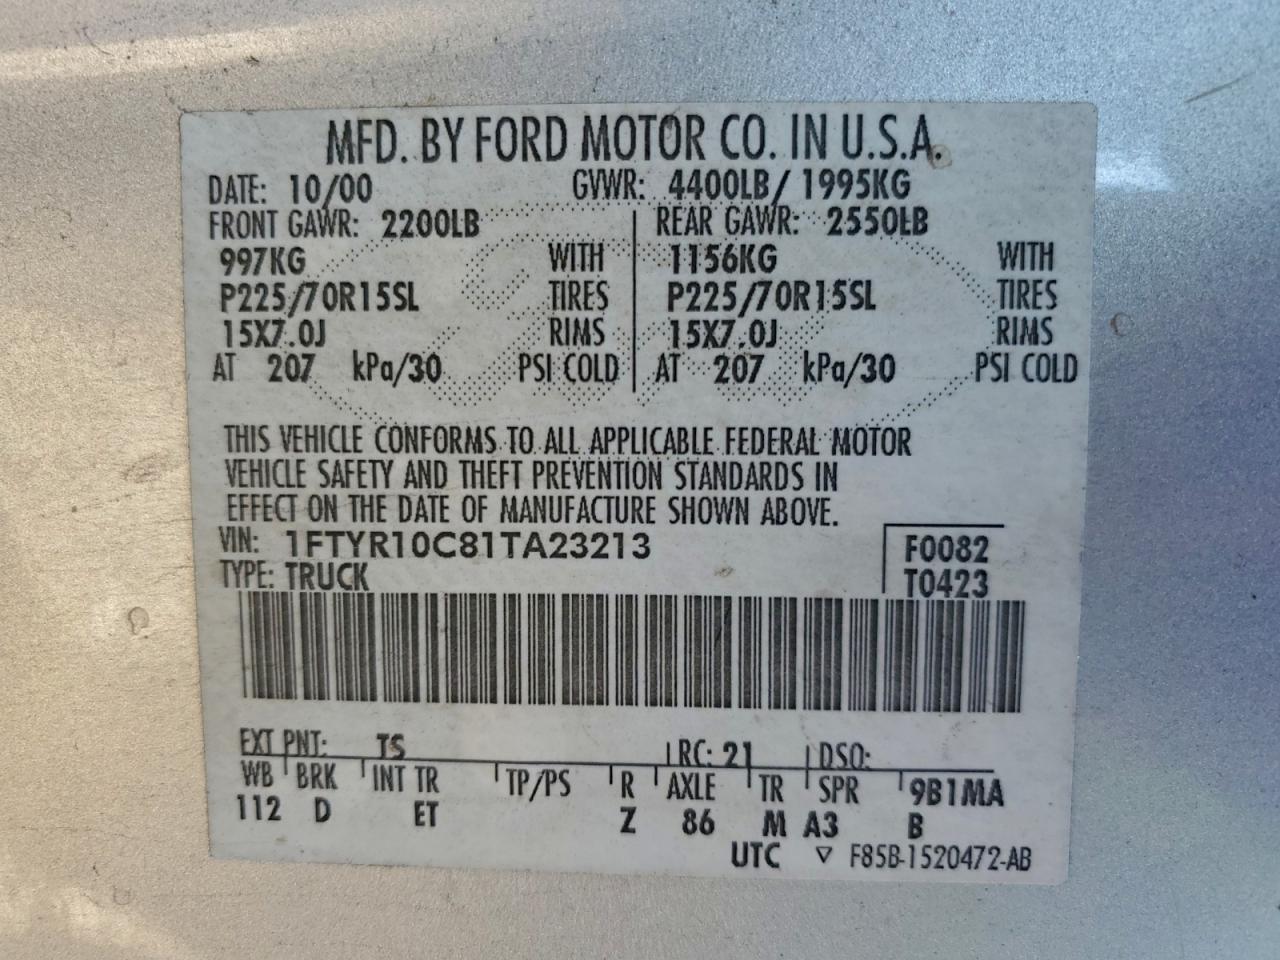 MFD. BY FORD MOTOR CO. IN U.S.A.
DATE: 10/00 GVWR: 4400LB/ 1995KG
FRONT GAWR: 2200LB REAR GAWR: 2550LB
997KG WITH 1156KG WITH
P225/70R15SL TIRES P225/70R15SL TIRES
15X7.0J RIMS 15X7.0J RIMS
AT 207 kPa/30 PSI COLD AT 207 kPa/30 PSI COLD
THIS VEHICLE CONFORMS TO ALL APPLICABLE FEDERAL MOTOR
VEHICLE SAFETY AND THEFT PREVENTION STANDARDS IN
EFFECT ON THE DATE OF MANUFACTURE SHOWN ABOVE.
VIN: 1FTYR10C81TA23213 F0082
TYPE: TRUCK T0423
EXT PNT: TS RC: 21 DSO:
WB BRK INT TR TP/PS R AXLE TR SPR 9B1MA
112 D ET Z 86 M A3 B
UTC ▽ F85B-1520472-AB